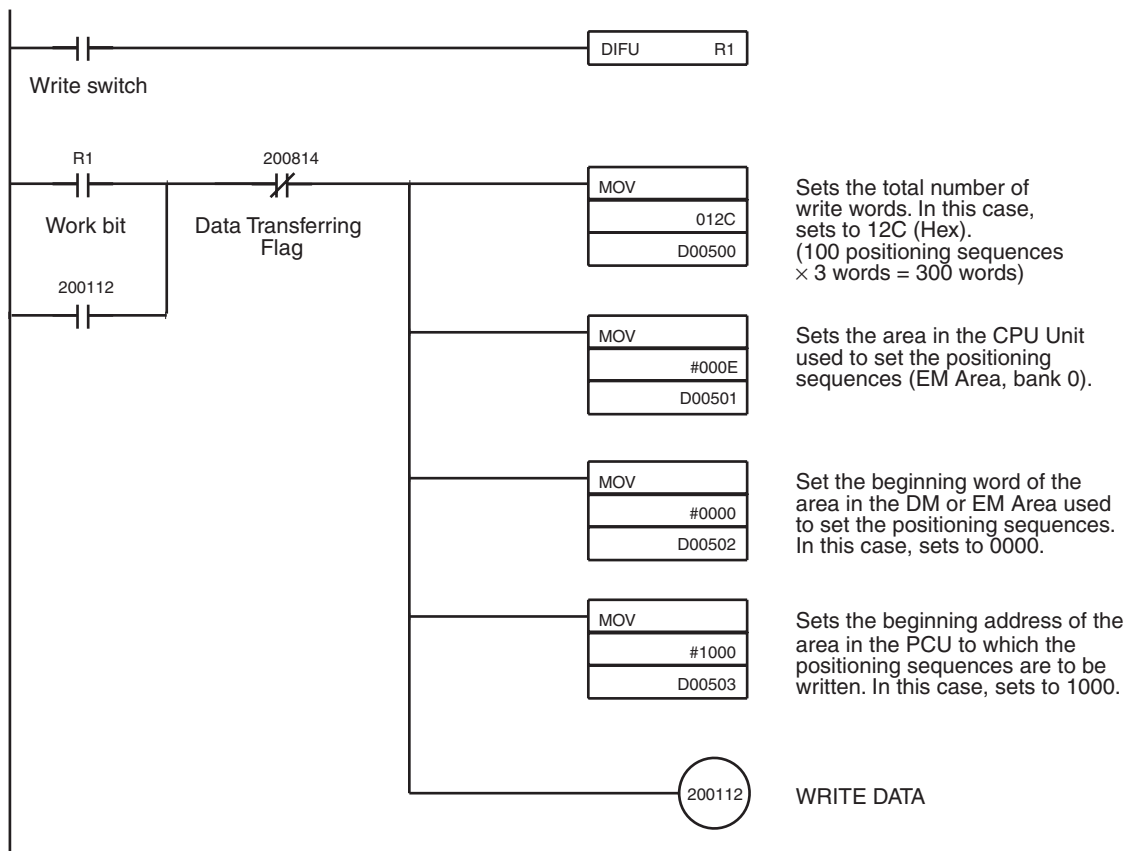 DIFU R1
Write switch
R1
200814
Work bit
Data Transferring
Flag
200112
MOV
012C
D00500
Sets the total number of
write words. In this case,
sets to 12C (Hex).
(100 positioning sequences
× 3 words = 300 words)
MOV
#000E
D00501
Sets the area in the CPU Unit
used to set the positioning
sequences (EM Area, bank 0).
MOV
#0000
D00502
Set the beginning word of the
area in the DM or EM Area used
to set the positioning sequences.
In this case, sets to 0000.
MOV
#1000
D00503
Sets the beginning address of the
area in the PCU to which the
positioning sequences are to be
written. In this case, sets to 1000.
200112
WRITE DATA